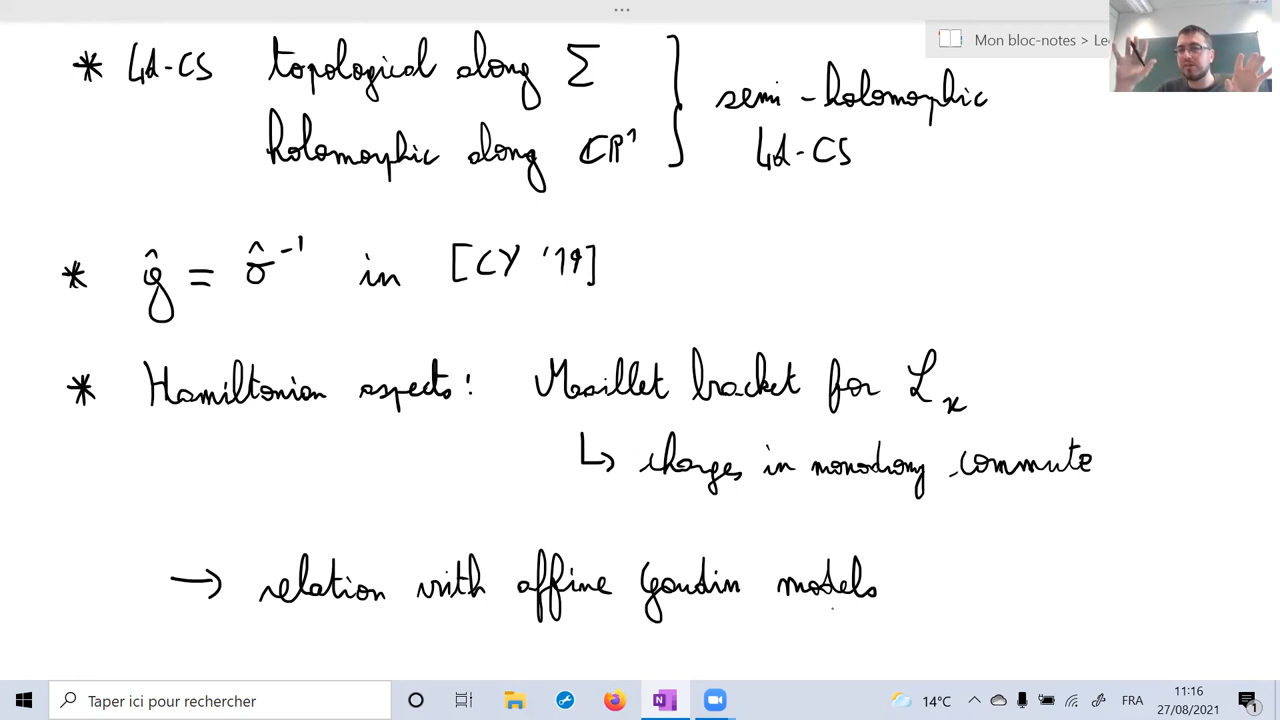 Mon bloc-notes > Le
* 4d-CS topological along Σ
holomorphic along CP¹
semi-holomorphic
4d-CS
* ĝ = σ̂⁻¹ in [CY '19]
* Hamiltonian aspects: Maillet bracket for ℒₓ
↳ charges in monodromy commute
→ relation with affine Gaudin models
Taper ici pour rechercher
14°C
FRA
11:16
27/08/2021
1